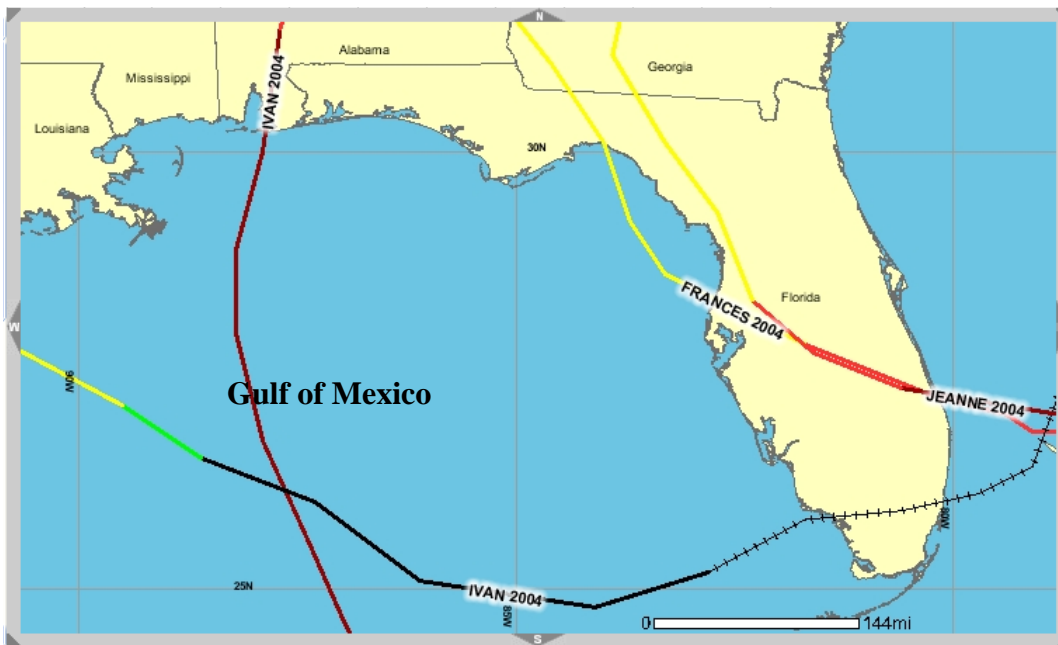 N
Alabama
Georgia
Mississippi
IVAN 2004
Louisiana
30N
W
FRANCES 2004
Florida
90W
Gulf of Mexico
JEANNE 2004
80W
25N
IVAN 2004
85W
0
144mi
S